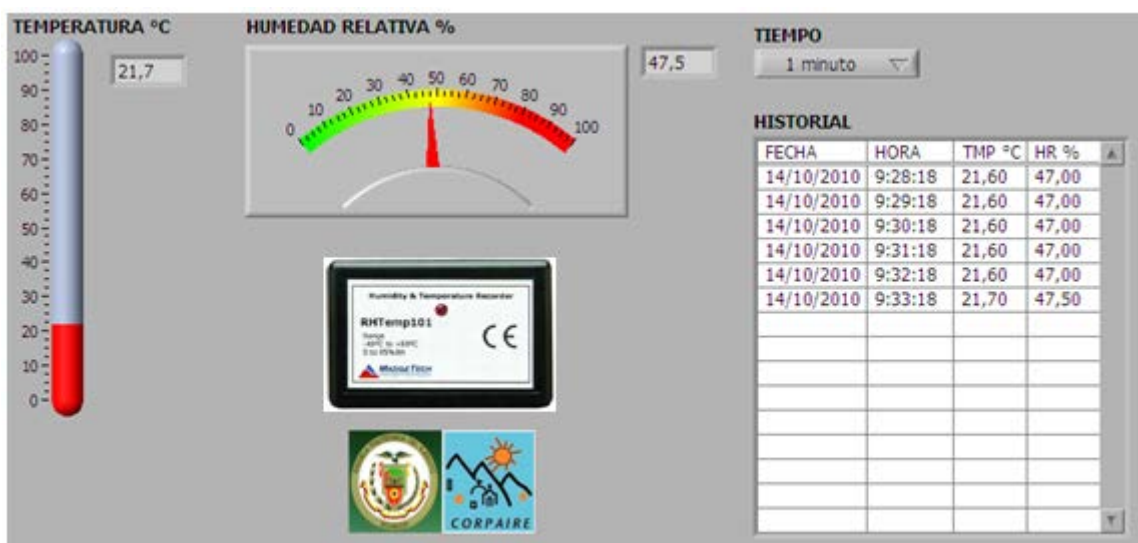 TEMPERATURA °C
100
90
80
70
60
50
40
30
20
10
0
21,7
HUMEDAD RELATIVA %
0 10 20 30 40 50 60 70 80 90 100
47,5
Humidity & Temperature Recorder
RHTemp101
Range
CE
MADGETECH
CORPAIRE
TIEMPO
1 minuto
HISTORIAL
FECHA HORA TMP °C HR %
14/10/2010 9:28:18 21,60 47,00
14/10/2010 9:29:18 21,60 47,00
14/10/2010 9:30:18 21,60 47,00
14/10/2010 9:31:18 21,60 47,00
14/10/2010 9:32:18 21,60 47,00
14/10/2010 9:33:18 21,70 47,50